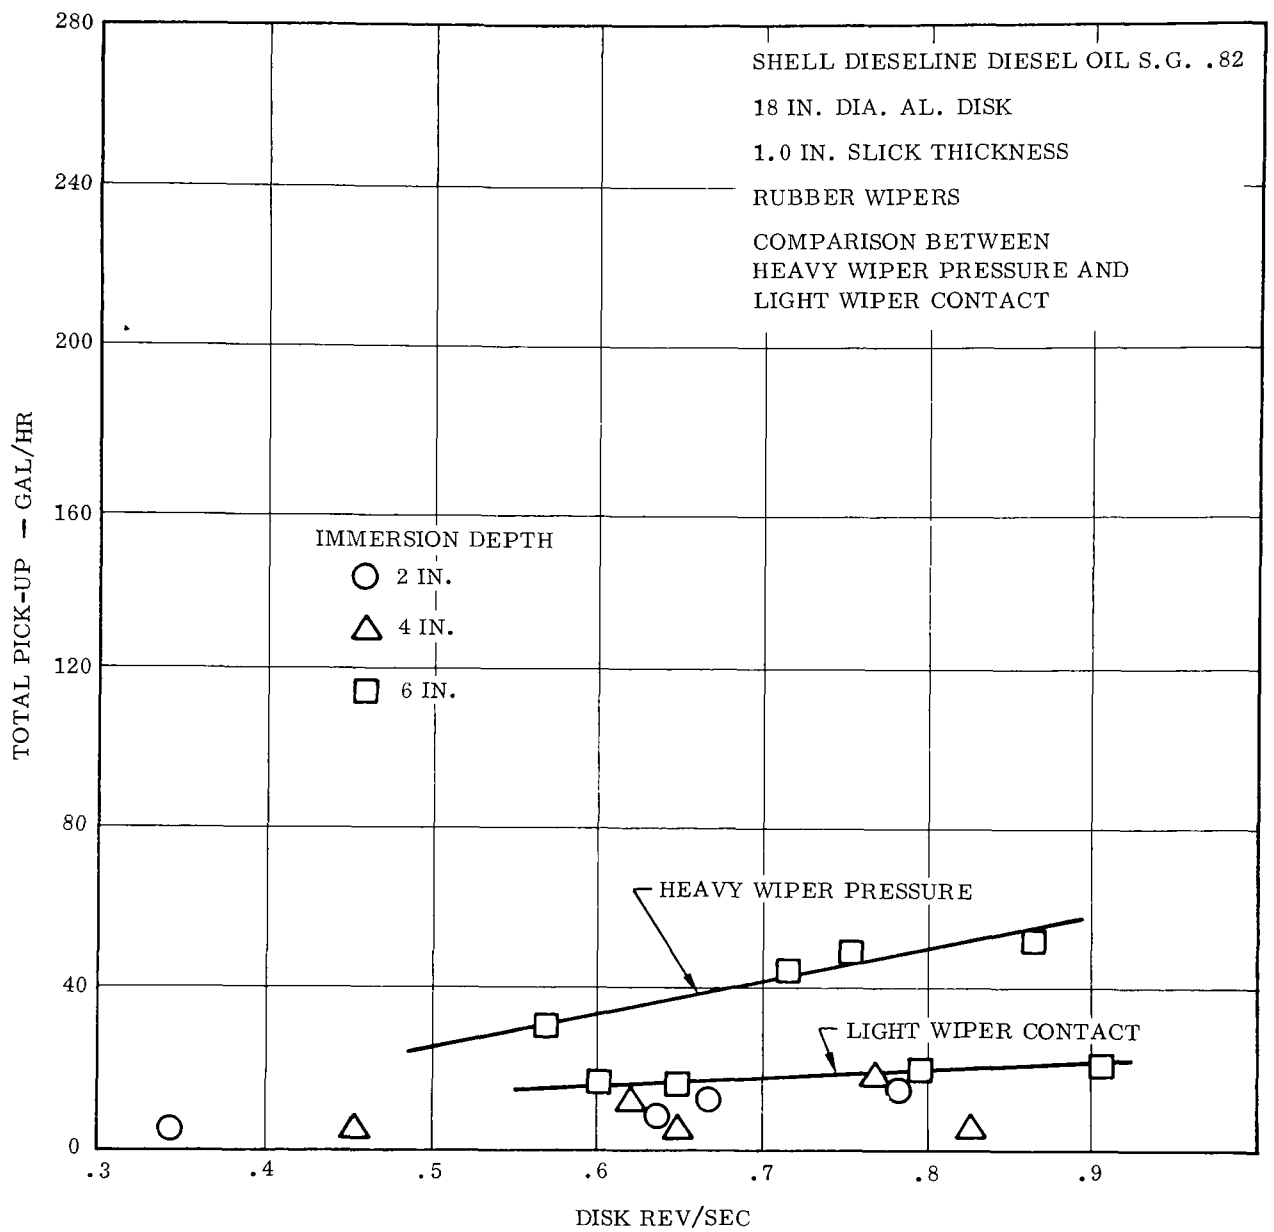 280
240
200
160
120
80
40
0
TOTAL PICK-UP — GAL/HR
SHELL DIESELINE DIESEL OIL S.G. .82
18 IN. DIA. AL. DISK
1.0 IN. SLICK THICKNESS
RUBBER WIPERS
COMPARISON BETWEEN
HEAVY WIPER PRESSURE AND
LIGHT WIPER CONTACT
IMMERSION DEPTH
2 IN.
4 IN.
6 IN.
HEAVY WIPER PRESSURE
LIGHT WIPER CONTACT
.3 .4 .5 .6 .7 .8 .9
DISK REV/SEC